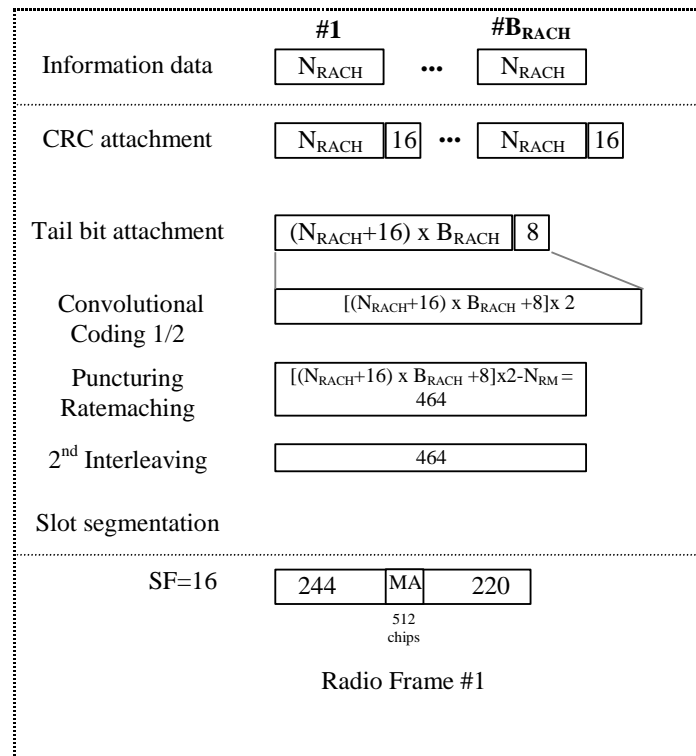 #1 #B_RACH
Information data N_RACH ... N_RACH
CRC attachment N_RACH 16 ... N_RACH 16
Tail bit attachment (N_RACH+16) x B_RACH 8
Convolutional
Coding 1/2
[(N_RACH+16) x B_RACH +8]x 2
Puncturing
Ratemaching
[(N_RACH+16) x B_RACH +8]x2-N_RM =
464
2nd Interleaving 464
Slot segmentation
SF=16 244 MA 220
512
chips
Radio Frame #1